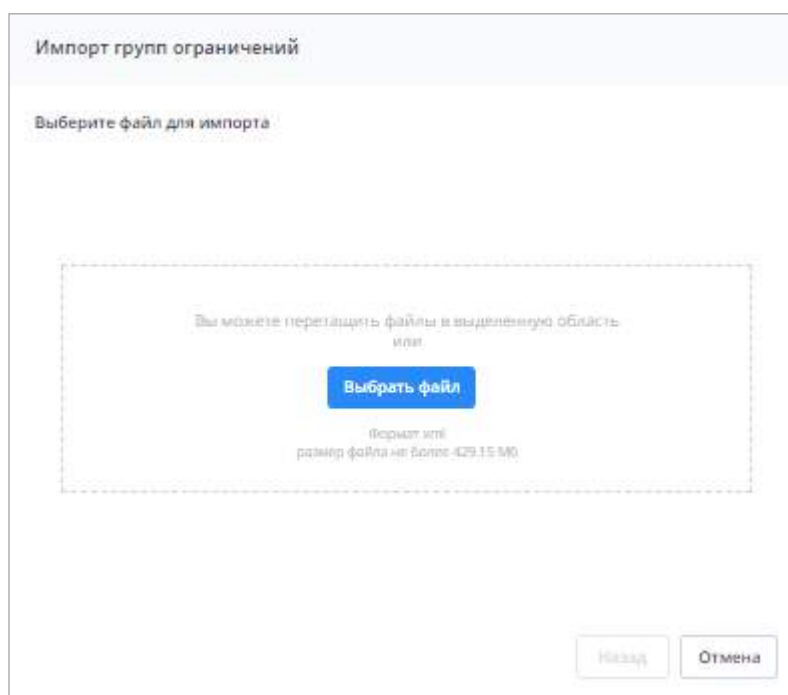 Импорт групп ограничений
Выберите файл для импорта
Вы можете перетащить файлы в выделенную область
или
Выбрать файл
Формат xml
размер файла не более 429.15 Мб
Назад
Отмена